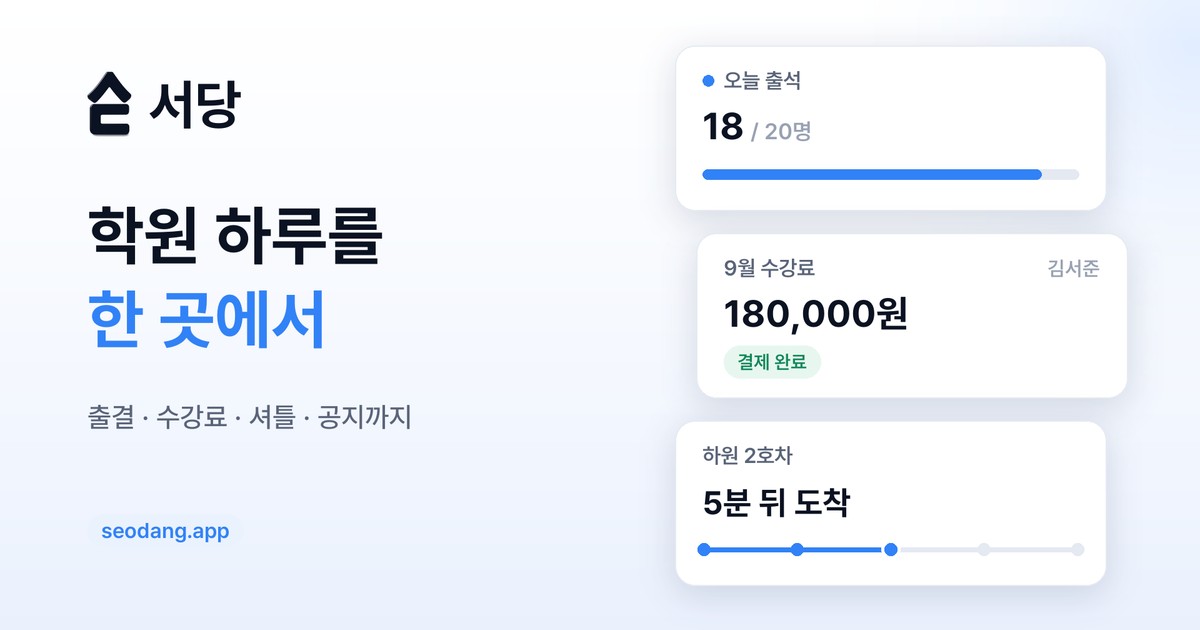 서당
학원 하루를
한 곳에서
출결 · 수강료 · 셔틀 · 공지까지
seodang.app
오늘 출석
18 / 20명
9월 수강료
김서준
180,000원
결제 완료
하원 2호차
5분 뒤 도착